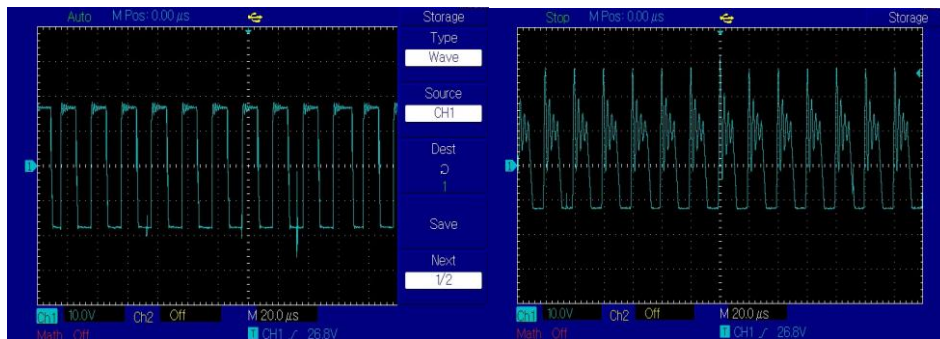 Auto M Pos: 0.00 μs Storage
Type
Wave
Source
CH1
Dest
1
Save
Next
1/2
1
Ch1 10.0V Ch2 Off M 20.0 μs
Math Off T CH1 / 26.8V
Stop M Pos: 0.00 μs Storage
1
Ch1 10.0V Ch2 Off M 20.0 μs
Math Off T CH1 / 26.8V